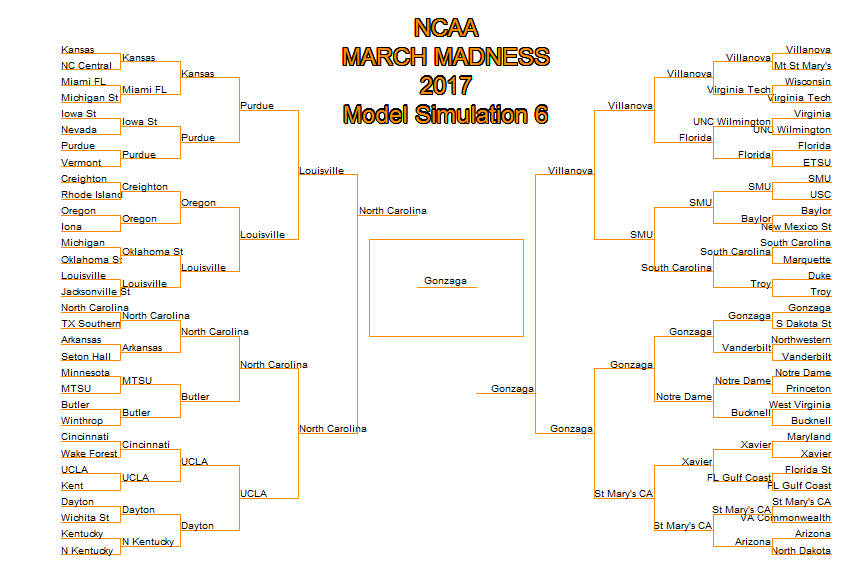 NCAA
MARCH MADNESS
2017
Model Simulation 6
Kansas
NC Central
Miami FL
Michigan St
Iowa St
Nevada
Purdue
Vermont
Creighton
Rhode Island
Oregon
Iona
Michigan
Oklahoma St
Louisville
Jacksonville St
North Carolina
TX Southern
Arkansas
Seton Hall
Minnesota
MTSU
Butler
Winthrop
Cincinnati
Wake Forest
UCLA
Kent
Dayton
Wichita St
Kentucky
N Kentucky
Kansas
Miami FL
Iowa St
Purdue
Creighton
Oregon
Oklahoma St
Louisville
North Carolina
Arkansas
MTSU
Butler
Cincinnati
UCLA
Dayton
N Kentucky
Kansas
Purdue
Oregon
Louisville
North Carolina
Butler
UCLA
Dayton
Purdue
Louisville
North Carolina
UCLA
Louisville
North Carolina
North Carolina
Gonzaga
Gonzaga
Villanova
Gonzaga
Villanova
SMU
Gonzaga
St Mary's CA
Villanova
Florida
SMU
South Carolina
Gonzaga
Notre Dame
Xavier
St Mary's CA
Villanova
Virginia Tech
UNC Wilmington
Florida
SMU
Baylor
South Carolina
Troy
Gonzaga
Vanderbilt
Notre Dame
Bucknell
Xavier
FL Gulf Coast
St Mary's CA
Arizona
Villanova
Mt St Mary's
Wisconsin
Virginia Tech
Virginia
UNC Wilmington
Florida
ETSU
SMU
USC
Baylor
New Mexico St
South Carolina
Marquette
Duke
Troy
Gonzaga
S Dakota St
Northwestern
Vanderbilt
Notre Dame
Princeton
West Virginia
Bucknell
Maryland
Xavier
Florida St
FL Gulf Coast
St Mary's CA
VA Commonwealth
Arizona
North Dakota